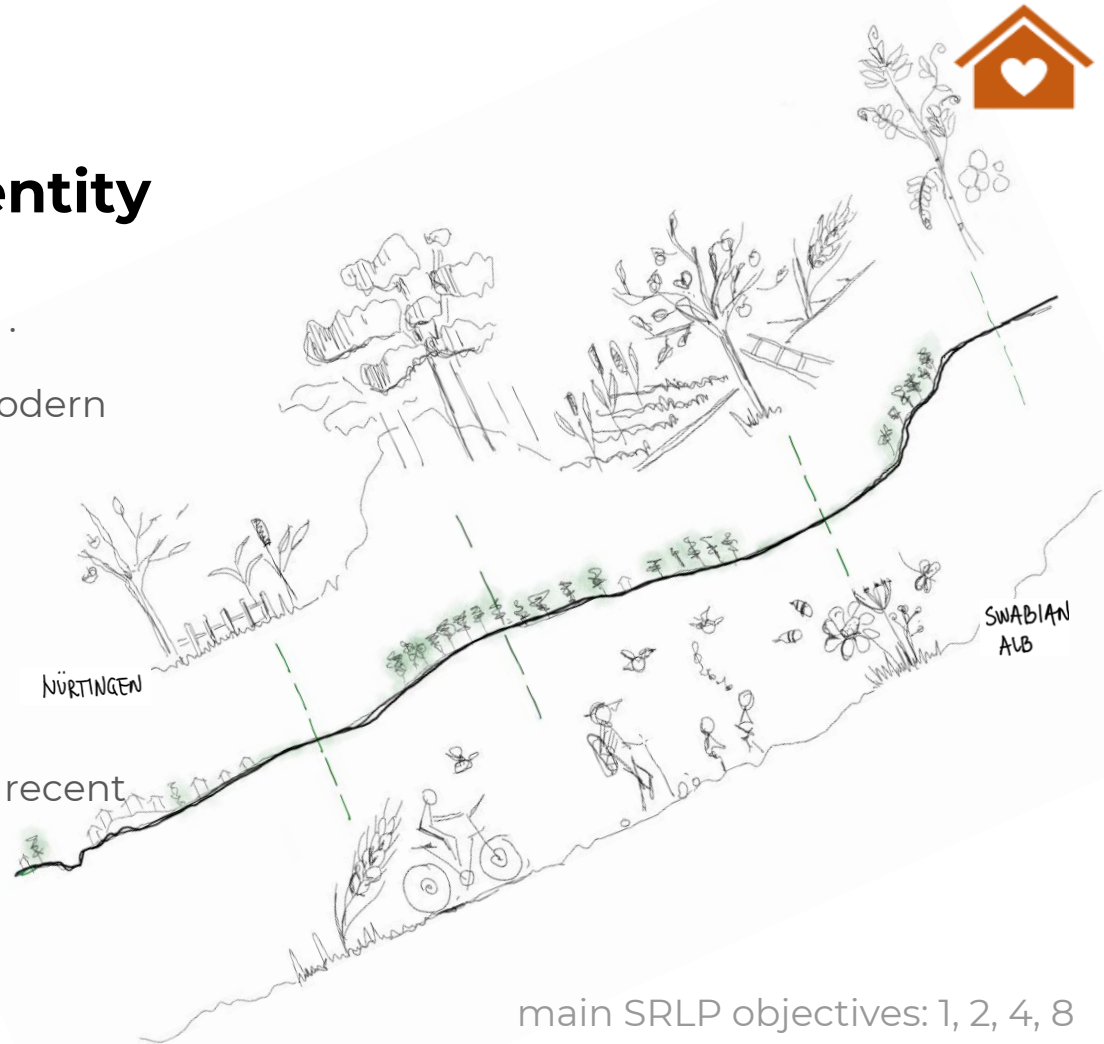 entity
.
odern
NÜRTINGEN
SWABIAN
ALB
recent
main SRLP objectives: 1, 2, 4, 8